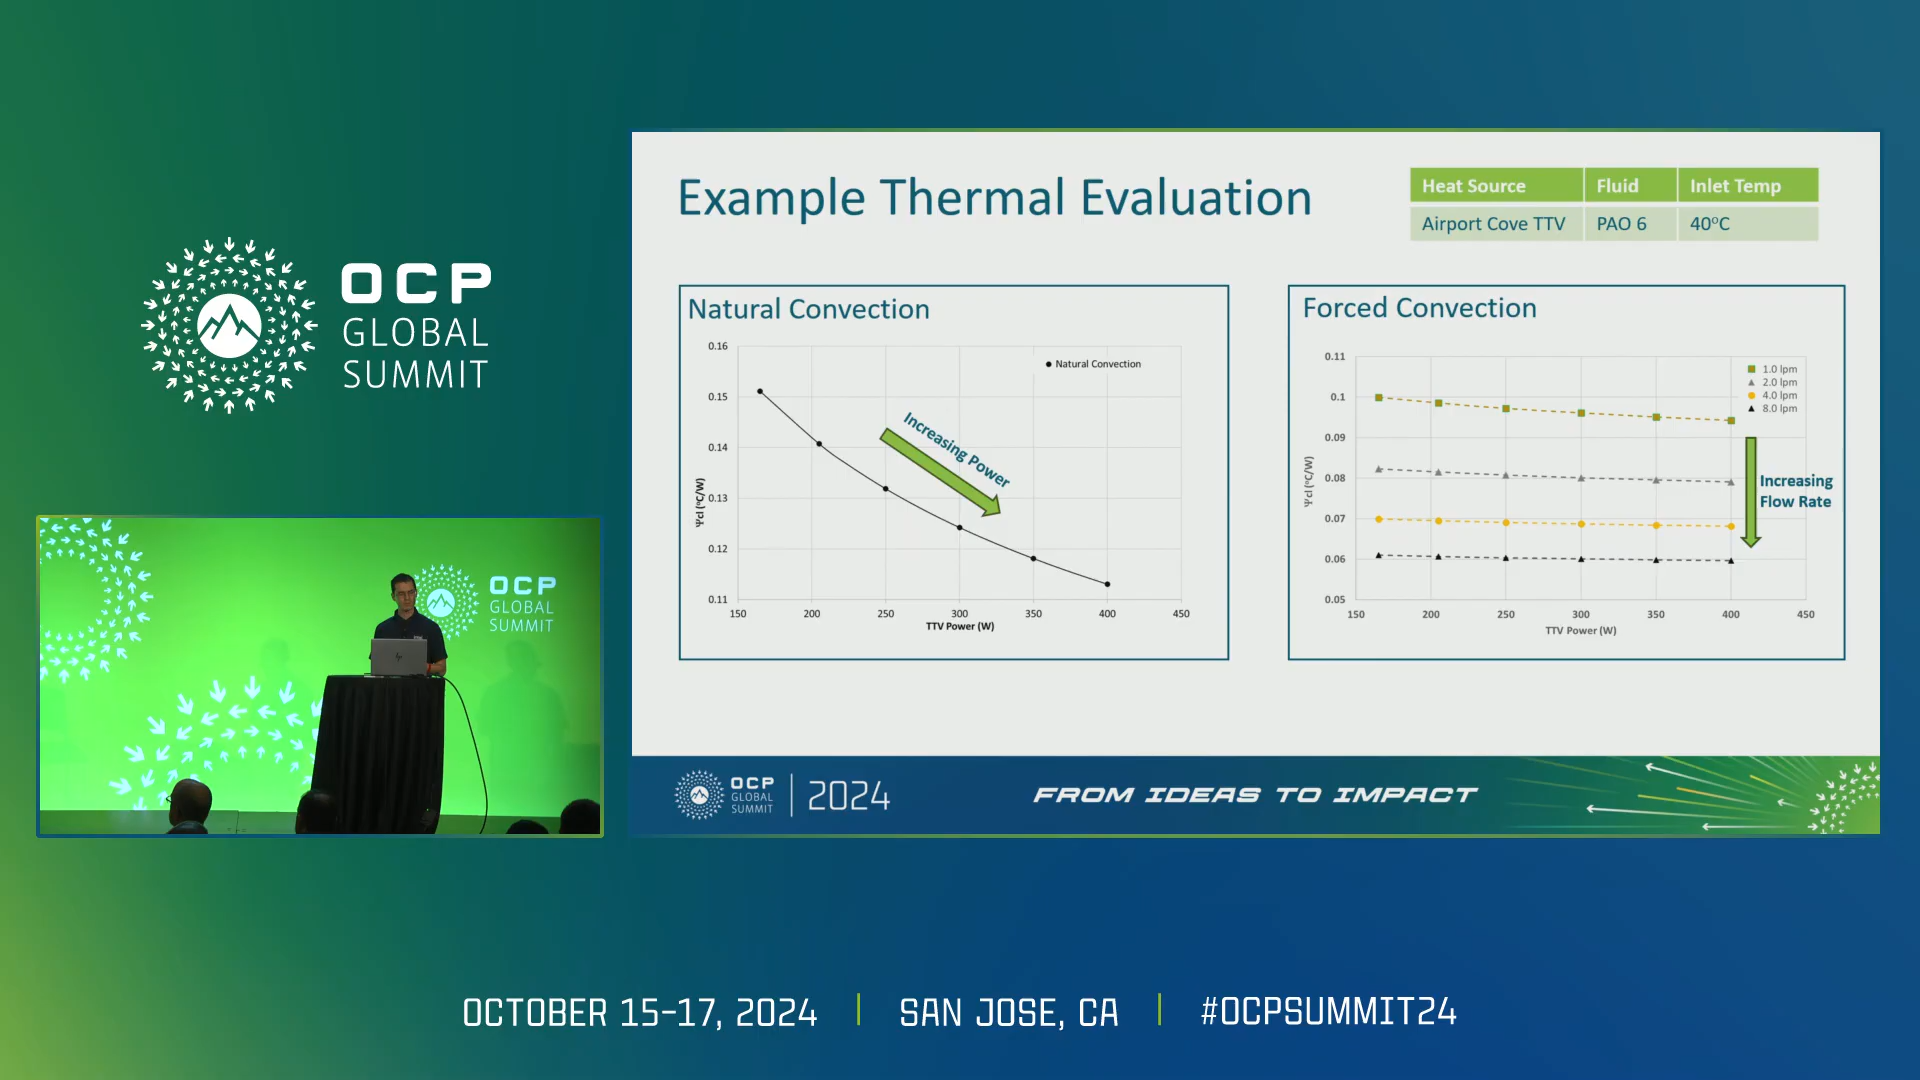 OCP
GLOBAL
SUMMIT
OCP
GLOBAL
SUMMIT
Example Thermal Evaluation
Heat Source Fluid Inlet Temp
Airport Cove TTV PAO 6 40°C
Natural Convection
0.16
0.15
0.14
0.13
0.12
0.11
Ψcl (°C/W)
Natural Convection
Increasing Power
150 200 250 300 350 400 450
TTV Power (W)
Forced Convection
0.11
0.1
0.09
0.08
0.07
0.06
0.05
Ψcl (°C/W)
1.0 lpm
2.0 lpm
4.0 lpm
8.0 lpm
Increasing
Flow Rate
150 200 250 300 350 400 450
TTV Power (W)
OCP
GLOBAL
SUMMIT
2024
FROM IDEAS TO IMPACT
OCTOBER 15-17, 2024 | SAN JOSE, CA | #OCPSUMMIT24